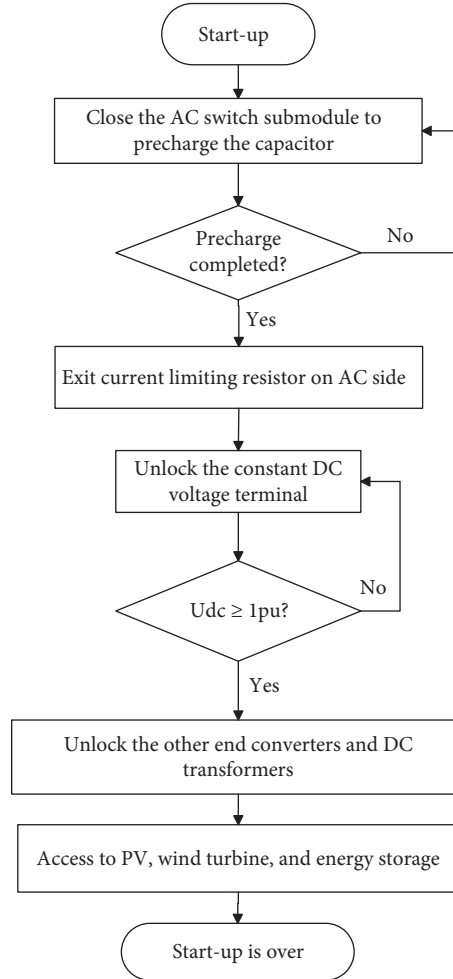 Start-up
Close the AC switch submodule to
precharge the capacitor
Precharge
completed?
No
Yes
Exit current limiting resistor on AC side
Unlock the constant DC
voltage terminal
No
Udc ≥ 1pu?
Yes
Unlock the other end converters and DC
transformers
Access to PV, wind turbine, and energy storage
Start-up is over